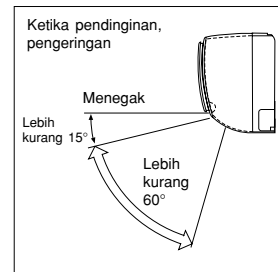 Ketika pendinginan,
pengeringan
Menegak
Lebih
kurang 15°
Lebih
kurang
60°